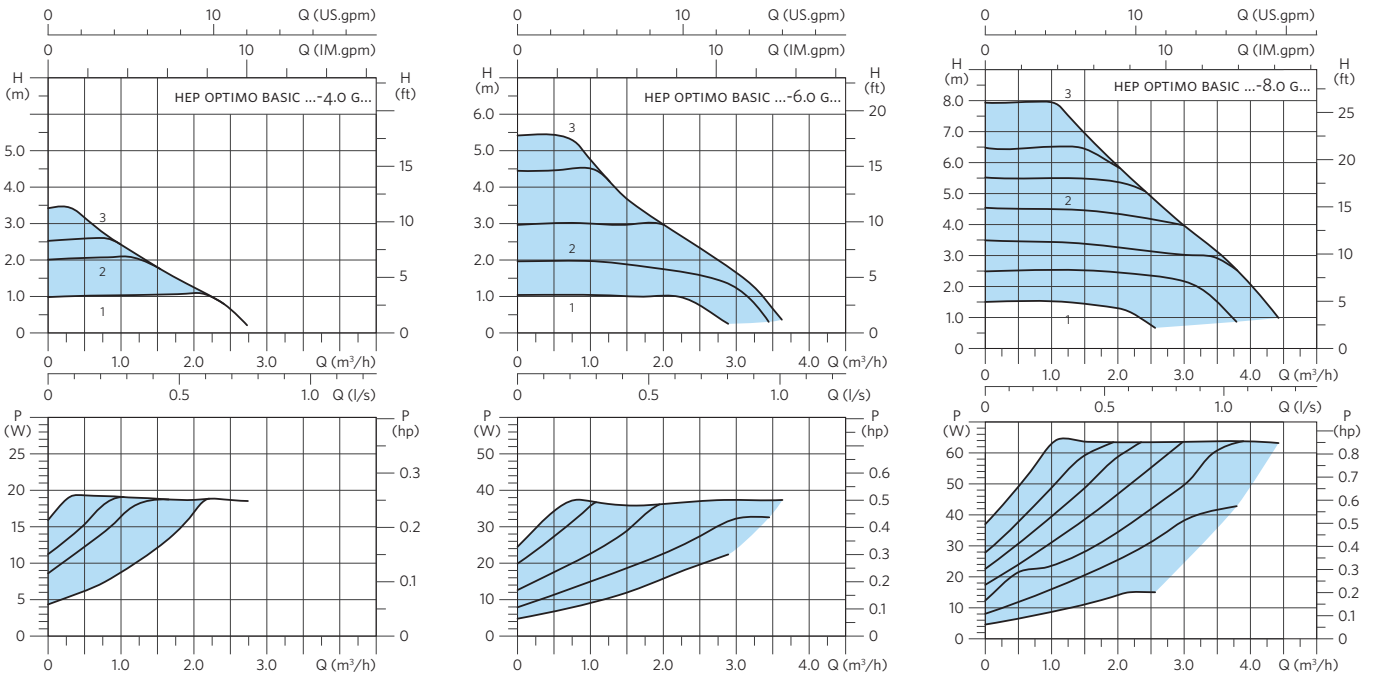 0 10 Q (US.gpm)
0 10 Q (IM.gpm)
H (m)
H (ft)
HEP OPTIMO BASIC ...-4.0 G...
5.0
4.0
3.0
2.0
1.0
0
15
10
5
0
3
2
1
0 1.0 2.0 3.0 Q (m³/h)
0 0.5 1.0 Q (l/s)
P (W)
P (hp)
25
20
15
10
5
0
0.3
0.2
0.1
0
0 1.0 2.0 3.0 Q (m³/h)
0 10 Q (US.gpm)
0 10 Q (IM.gpm)
H (m)
H (ft)
HEP OPTIMO BASIC ...-6.0 G...
6.0
5.0
4.0
3.0
2.0
1.0
0
20
15
10
5
0
3
2
1
0 1.0 2.0 3.0 4.0 Q (m³/h)
0 0.5 1.0 Q (l/s)
P (W)
P (hp)
50
40
30
20
10
0
0.6
0.5
0.4
0.3
0.2
0.1
0
0 1.0 2.0 3.0 4.0 Q (m³/h)
0 10 Q (US.gpm)
0 10 Q (IM.gpm)
H (m)
H (ft)
HEP OPTIMO BASIC ...-8.0 G...
8.0
7.0
6.0
5.0
4.0
3.0
2.0
1.0
0
25
20
15
10
5
0
3
2
1
0 1.0 2.0 3.0 4.0 Q (m³/h)
0 0.5 1.0 Q (l/s)
P (W)
P (hp)
60
50
40
30
20
10
0
0.8
0.7
0.6
0.5
0.4
0.3
0.2
0.1
0
0 1.0 2.0 3.0 4.0 Q (m³/h)